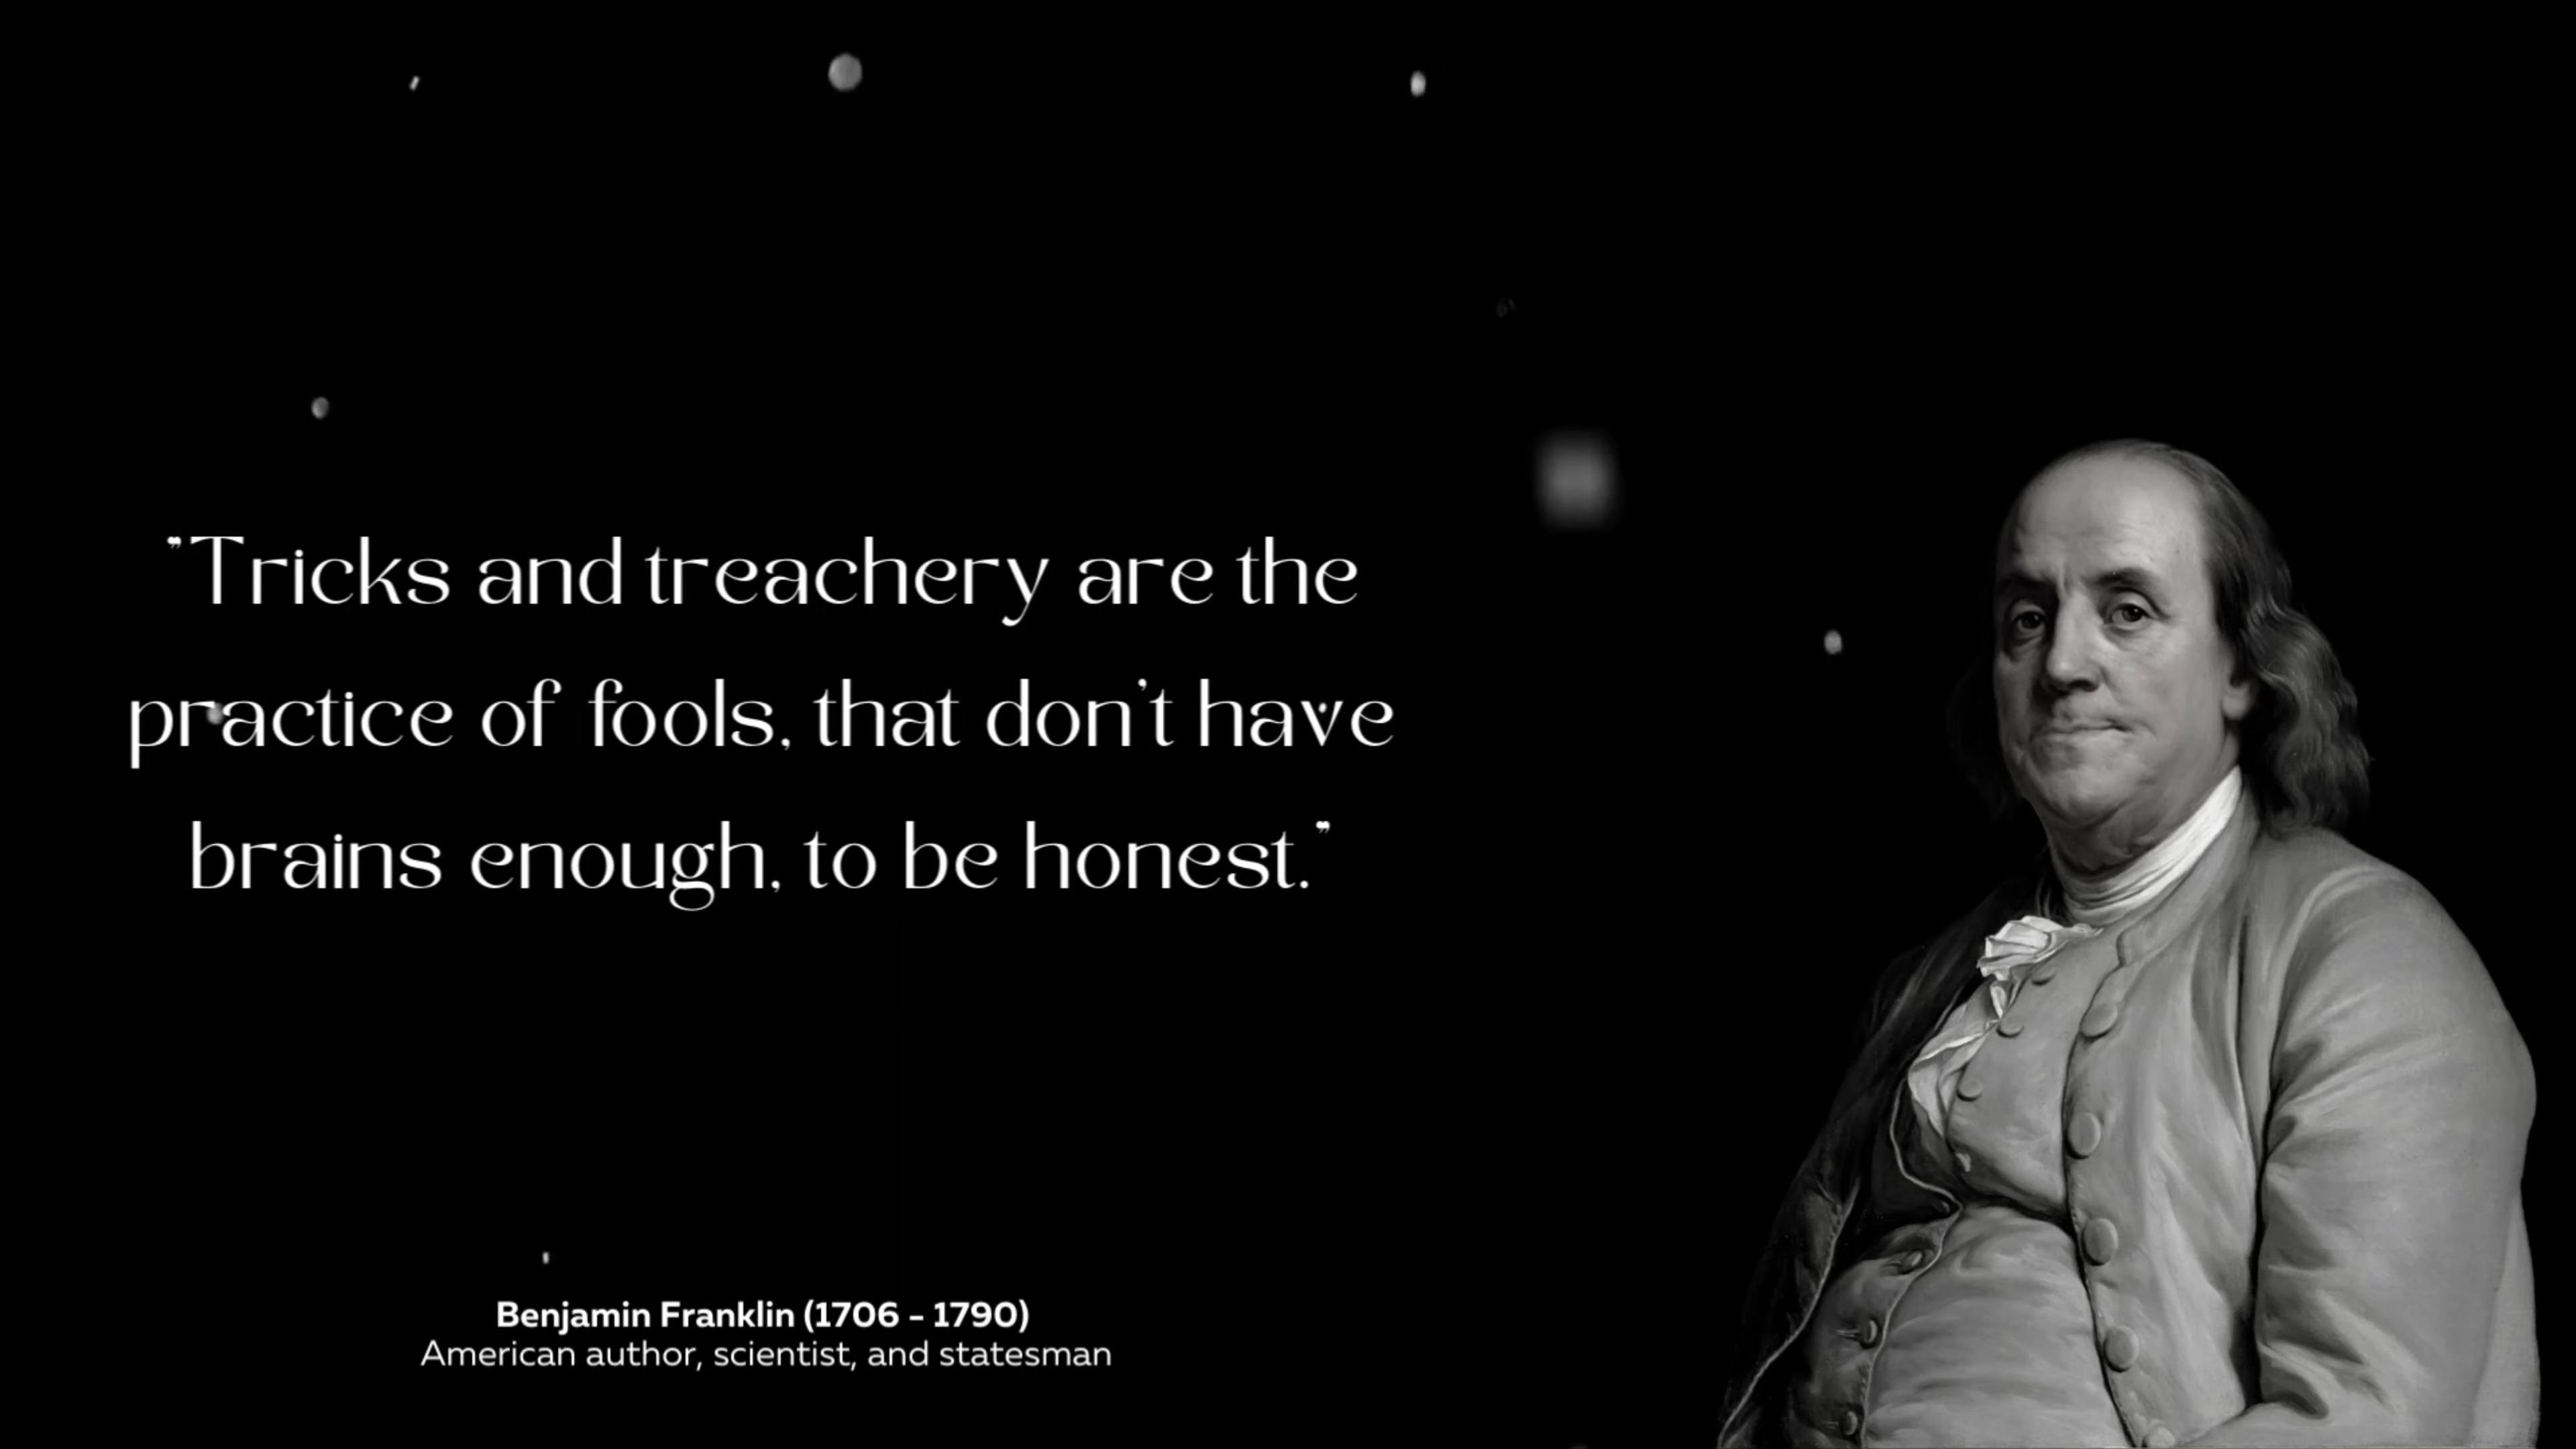 "Tricks and treachery are the
practice of fools, that don't have
brains enough, to be honest."
Benjamin Franklin (1706 - 1790)
American author, scientist, and statesman